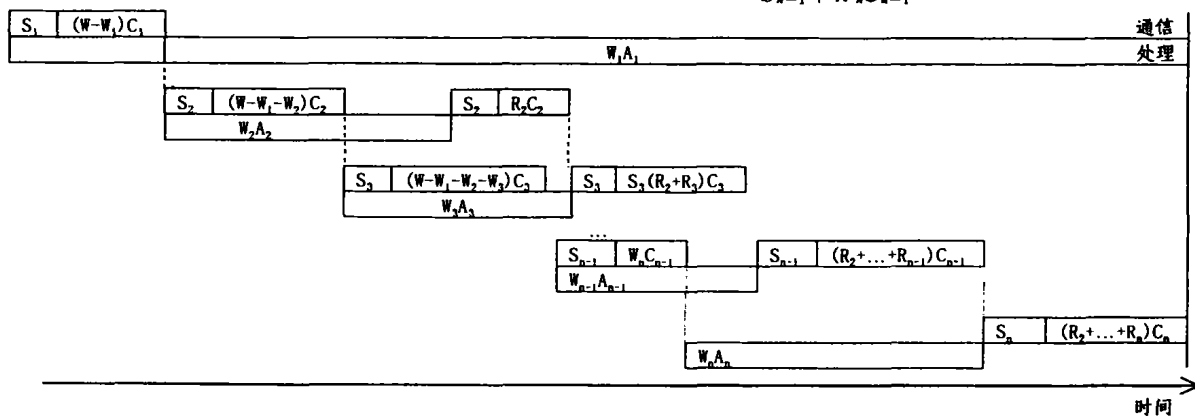 S₁ (W-W₁)C₁ 通信
W₁A₁ 处理
S₂ (W-W₁-W₂)C₂ S₂ R₂C₂
W₂A₂
S₃ (W-W₁-W₂-W₃)C₃ S₃ S₃(R₂+R₃)C₃
W₃A₃
...
Sₙ₋₁ WₙCₙ₋₁ Sₙ₋₁ (R₂+...+Rₙ₋₁)Cₙ₋₁
Wₙ₋₁Aₙ₋₁
Sₙ (R₂+...+Rₙ)Cₙ
WₙAₙ
时间